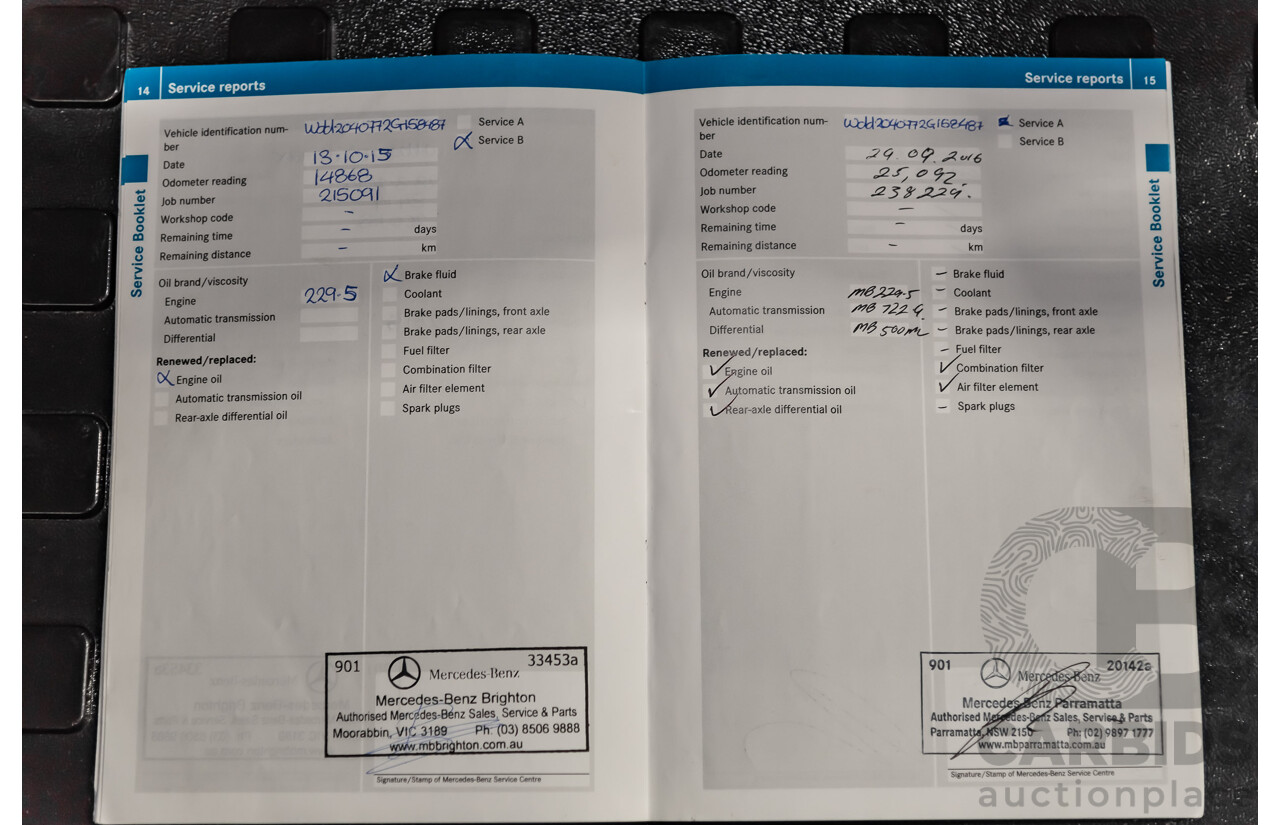 14 Service reports
Vehicle identification num-
ber
Wdd2040772G158487
Service A
Service B
Date 13.10.15
Odometer reading 14868
Job number 215091
Workshop code -
Remaining time - days
Remaining distance - km
Oil brand/viscosity
Engine 229.5
Automatic transmission
Differential
Renewed/replaced:
Engine oil
Automatic transmission oil
Rear-axle differential oil
Brake fluid
Coolant
Brake pads/linings, front axle
Brake pads/linings, rear axle
Fuel filter
Combination filter
Air filter element
Spark plugs
Service Booklet
901 33453a
Mercedes-Benz
Mercedes-Benz Brighton
Authorised Mercedes-Benz Sales, Service & Parts
Moorabbin, VIC 3189 Ph: (03) 8506 9888
www.mbbrighton.com.au
Signature/Stamp of Mercedes-Benz Service Centre
Service reports 15
Vehicle identification num-
ber
Wdd2040772G158487
Service A
Service B
Date 29.09.2016
Odometer reading 25,092.
Job number 238229.
Workshop code -
Remaining time - days
Remaining distance - km
Oil brand/viscosity
Engine MB 229.5
Automatic transmission MB 722.9
Differential MB 500ML
Renewed/replaced:
Engine oil
Automatic transmission oil
Rear-axle differential oil
Brake fluid
Coolant
Brake pads/linings, front axle
Brake pads/linings, rear axle
Fuel filter
Combination filter
Air filter element
Spark plugs
Service Booklet
901 20142a
Mercedes-Benz
Mercedes-Benz Parramatta
Authorised Mercedes-Benz Sales, Service & Parts
Parramatta, NSW 2150 Ph: (02) 9897 1777
www.mbparramatta.com.au
Signature/Stamp of Mercedes-Benz Service Centre
CARBIDS
auctionplace